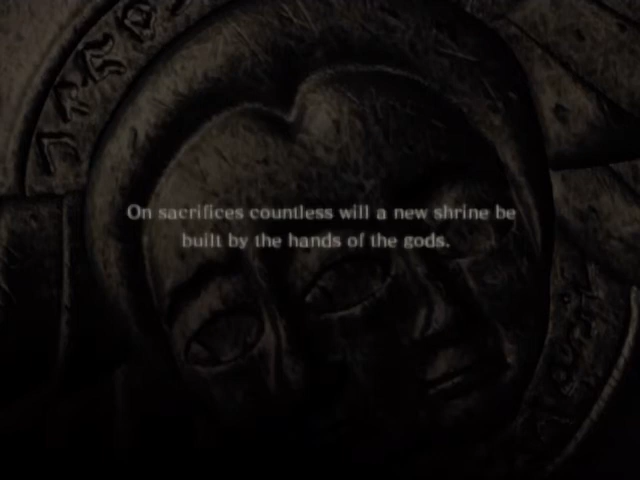 On sacrifices countless will a new shrine be
built by the hands of the gods.